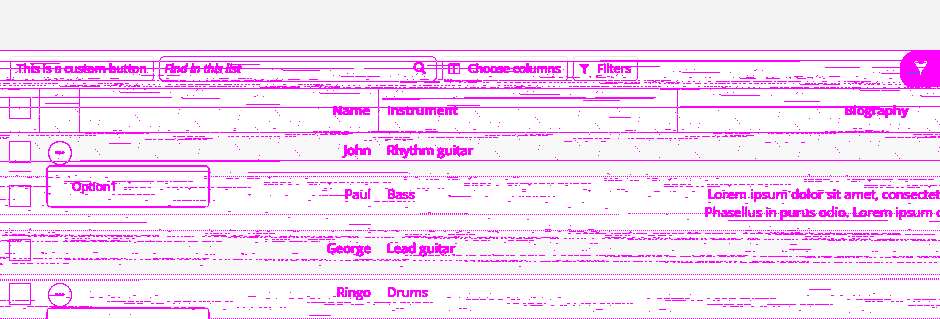 This is a custom button Find in this list Choose columns Filters
Name Instrument Biography
John Rhythm guitar
Option1
Paul Bass Lorem ipsum dolor sit amet, consectet
Phasellus in purus odio. Lorem ipsum
George Lead guitar
Ringo Drums